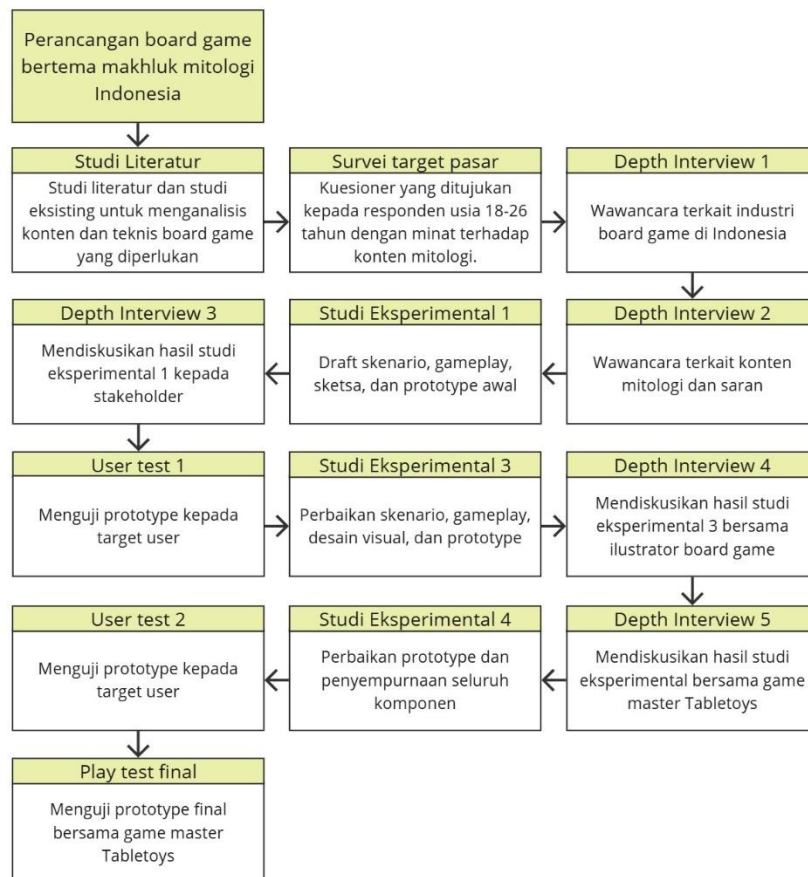 Perancangan board game
bertema makhluk mitologi
Indonesia
Studi Literatur
Studi literatur dan studi
eksisting untuk menganalisis
konten dan teknis board game
yang diperlukan
Survei target pasar
Kuesioner yang ditujukan
kepada responden usia 18-26
tahun dengan minat terhadap
konten mitologi.
Depth Interview 1
Wawancara terkait industri
board game di Indonesia
Depth Interview 2
Wawancara terkait konten
mitologi dan saran
Studi Eksperimental 1
Draft skenario, gameplay,
sketsa, dan prototype awal
Depth Interview 3
Mendiskusikan hasil studi
eksperimental 1 kepada
stakeholder
User test 1
Menguji prototype kepada
target user
Studi Eksperimental 3
Perbaikan skenario, gameplay,
desain visual, dan prototype
Depth Interview 4
Mendiskusikan hasil studi
eksperimental 3 bersama
ilustrator board game
Depth Interview 5
Mendiskusikan hasil studi
eksperimental bersama game
master Tabletoys
Studi Eksperimental 4
Perbaikan prototype dan
penyempurnaan seluruh
komponen
User test 2
Menguji prototype kepada
target user
Play test final
Menguji prototype final
bersama game master
Tabletoys